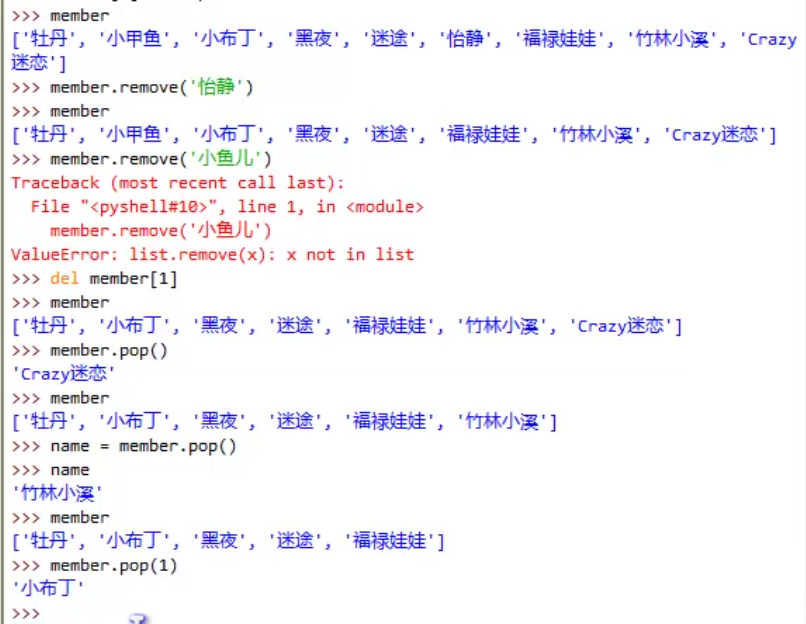 >>> member
['牡丹', '小甲鱼', '小布丁', '黑夜', '迷途', '怡静', '福禄娃娃', '竹林小溪', 'Crazy
迷恋']
>>> member.remove('怡静')
>>> member
['牡丹', '小甲鱼', '小布丁', '黑夜', '迷途', '福禄娃娃', '竹林小溪', 'Crazy迷恋']
>>> member.remove('小鱼儿')
Traceback (most recent call last):
  File "<pyshell#10>", line 1, in <module>
    member.remove('小鱼儿')
ValueError: list.remove(x): x not in list
>>> del member[1]
>>> member
['牡丹', '小布丁', '黑夜', '迷途', '福禄娃娃', '竹林小溪', 'Crazy迷恋']
>>> member.pop()
'Crazy迷恋'
>>> member
['牡丹', '小布丁', '黑夜', '迷途', '福禄娃娃', '竹林小溪']
>>> name = member.pop()
>>> name
'竹林小溪'
>>> member
['牡丹', '小布丁', '黑夜', '迷途', '福禄娃娃']
>>> member.pop(1)
'小布丁'
>>>